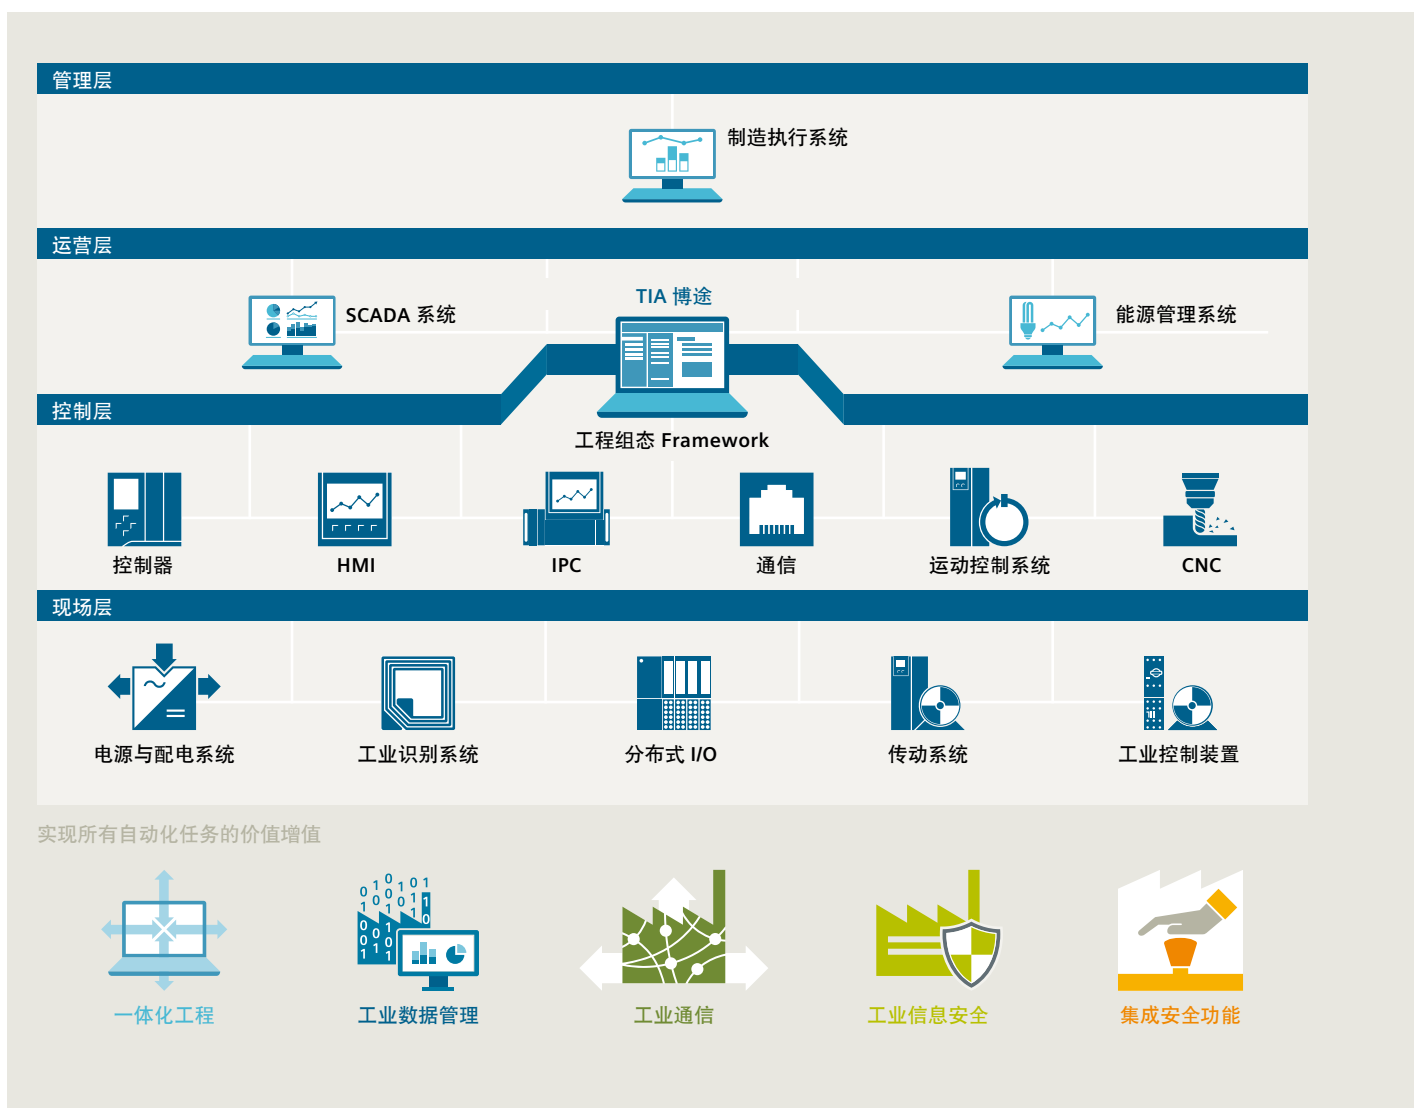 管理层
制造执行系统
运营层
SCADA 系统
TIA 博途
能源管理系统
控制层
工程组态 Framework
控制器
HMI
IPC
通信
运动控制系统
CNC
现场层
电源与配电系统
工业识别系统
分布式 I/O
传动系统
工业控制装置
实现所有自动化任务的价值增值
一体化工程
工业数据管理
工业通信
工业信息安全
集成安全功能